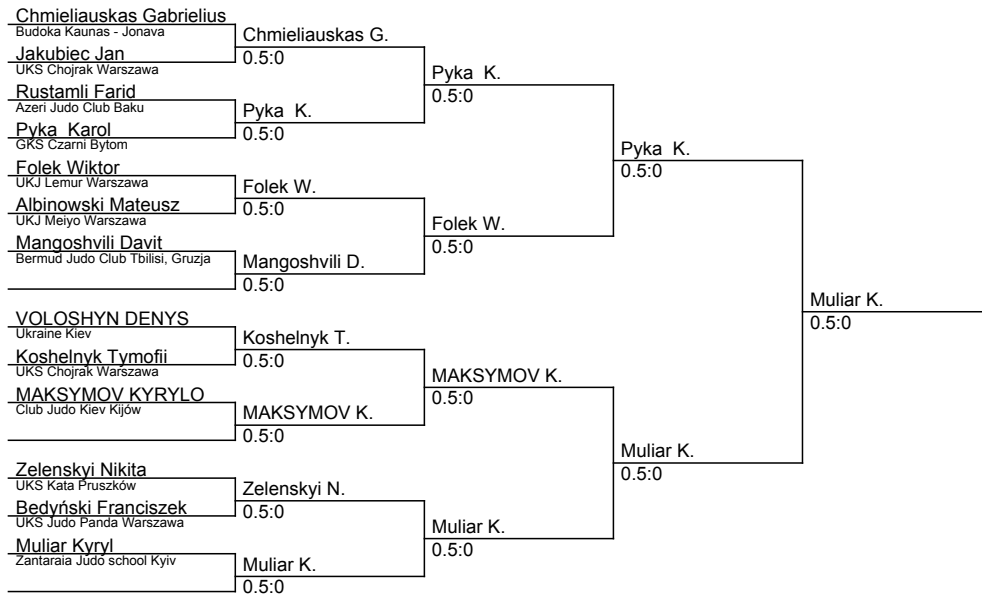 Chmieliauskas Gabrielius
Budoka Kaunas - Jonava
Jakubiec Jan
UKS Chojrak Warszawa
Rustamli Farid
Azeri Judo Club Baku
Pyka  Karol
GKS Czarni Bytom
Folek Wiktor
UKJ Lemur Warszawa
Albinowski Mateusz
UKJ Meiyo Warszawa
Mangoshvili Davit
Bermud Judo Club Tbilisi, Gruzja
VOLOSHYN DENYS
Ukraine Kiev
Koshelnyk Tymofii
UKS Chojrak Warszawa
MAKSYMOV KYRYLO
Club Judo Kiev Kijów
Zelenskyi Nikita
UKS Kata Pruszków
Bedyński Franciszek
UKS Judo Panda Warszawa
Muliar Kyryl
Zantaraia Judo school Kyiv
Chmieliauskas G.
0.5:0
Pyka  K.
0.5:0
Folek W.
0.5:0
Mangoshvili D.
0.5:0
Koshelnyk T.
0.5:0
MAKSYMOV K.
0.5:0
Zelenskyi N.
0.5:0
Muliar K.
0.5:0
Pyka  K.
0.5:0
Folek W.
0.5:0
MAKSYMOV K.
0.5:0
Muliar K.
0.5:0
Pyka  K.
0.5:0
Muliar K.
0.5:0
Muliar K.
0.5:0